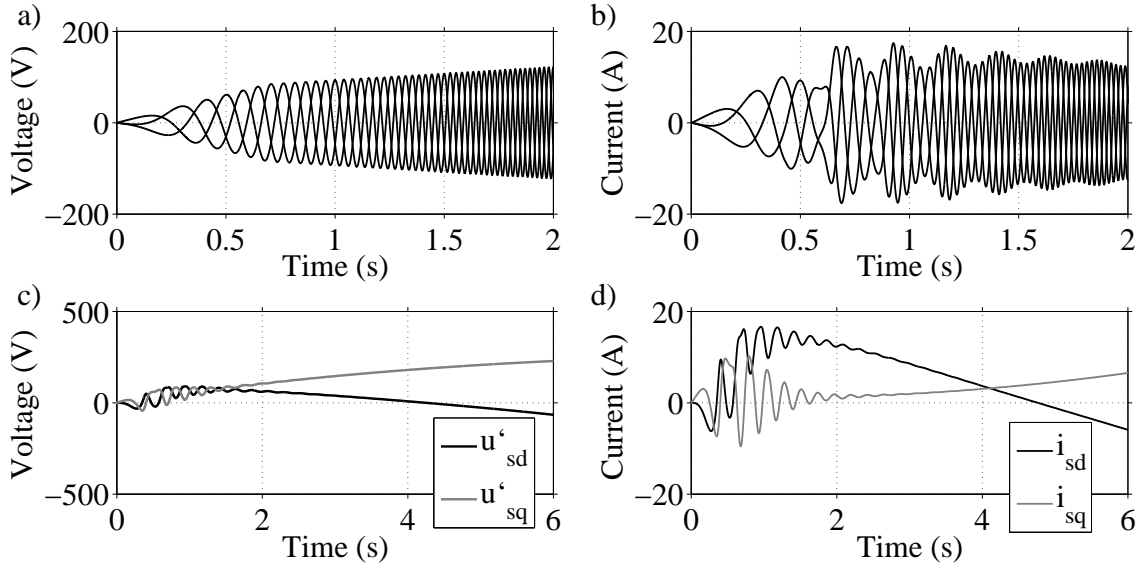 a)
200
0
−200
Voltage (V)
0 0.5 1 1.5 2
Time (s)
b)
20
0
−20
Current (A)
0 0.5 1 1.5 2
Time (s)
c)
500
0
−500
Voltage (V)
u‘sd
u‘sq
0 2 4 6
Time (s)
d)
20
0
−20
Current (A)
isd
isq
0 2 4 6
Time (s)